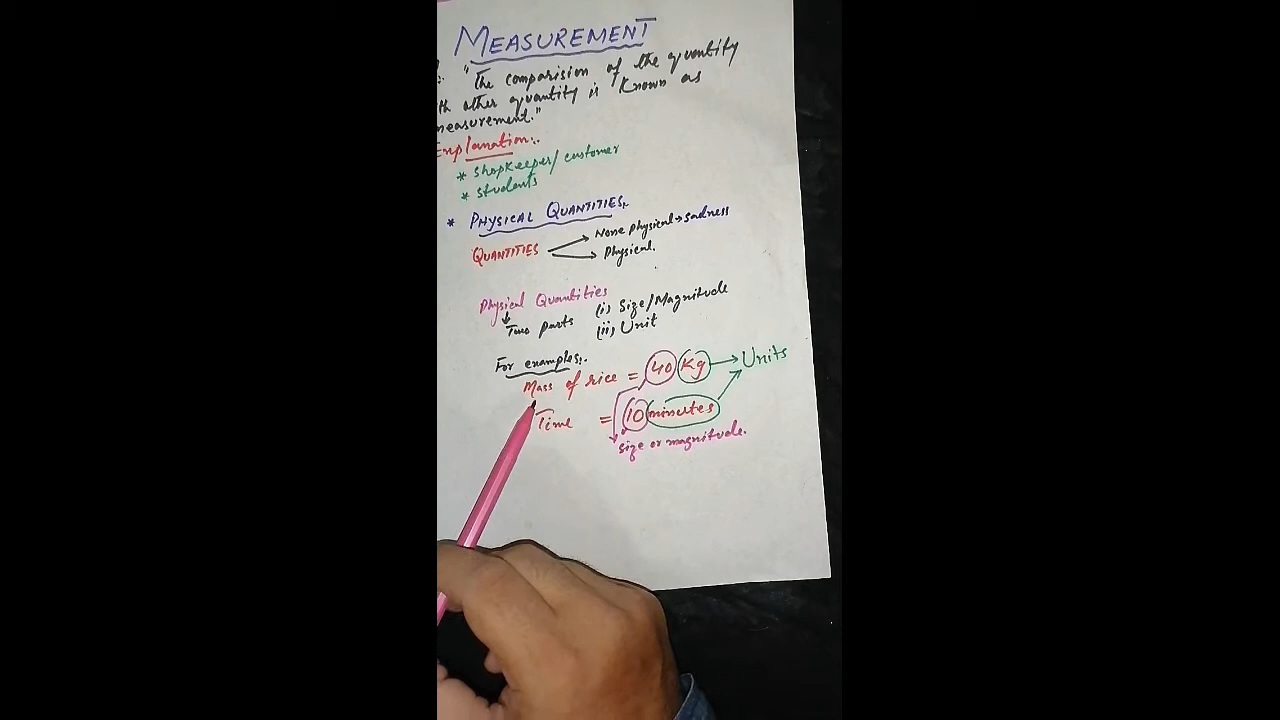 MEASUREMENT
"The comparision of the quantity
th other quantity is known as
measurement."
Explanation:.
* Shopkeeper/customer
* Students
* PHYSICAL QUANTITIES:.
None physical → sadness
QUANTITIES
Physical.
Physical Quantities
Two parts (i) Size/Magnitude
(ii) Unit
For examples:.
Mass of rice = 40 Kg → Units
Time = 10 minutes
size or magnitude.